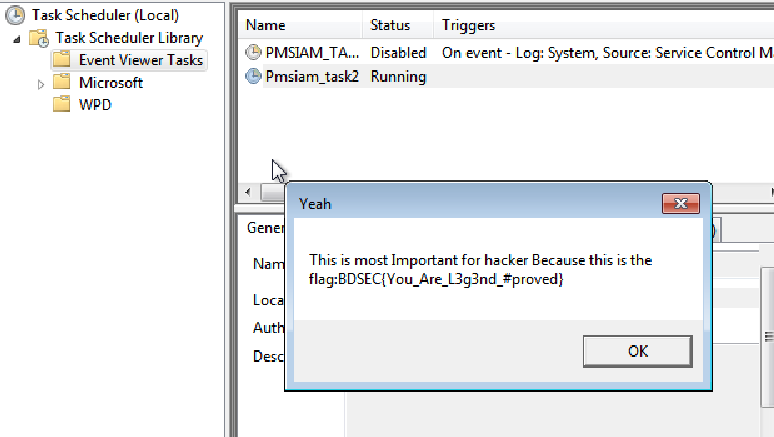 Task Scheduler (Local)
Task Scheduler Library
Event Viewer Tasks
Microsoft
WPD
Name Status Triggers
PMSIAM_TA... Disabled On event - Log: System, Source: Service Control M
Pmsiam_task2 Running
Yeah
This is most Important for hacker Because this is the
flag:BDSEC{You_Are_L3g3nd_#proved}
OK
Gener
Nam
Loca
Auth
Desc